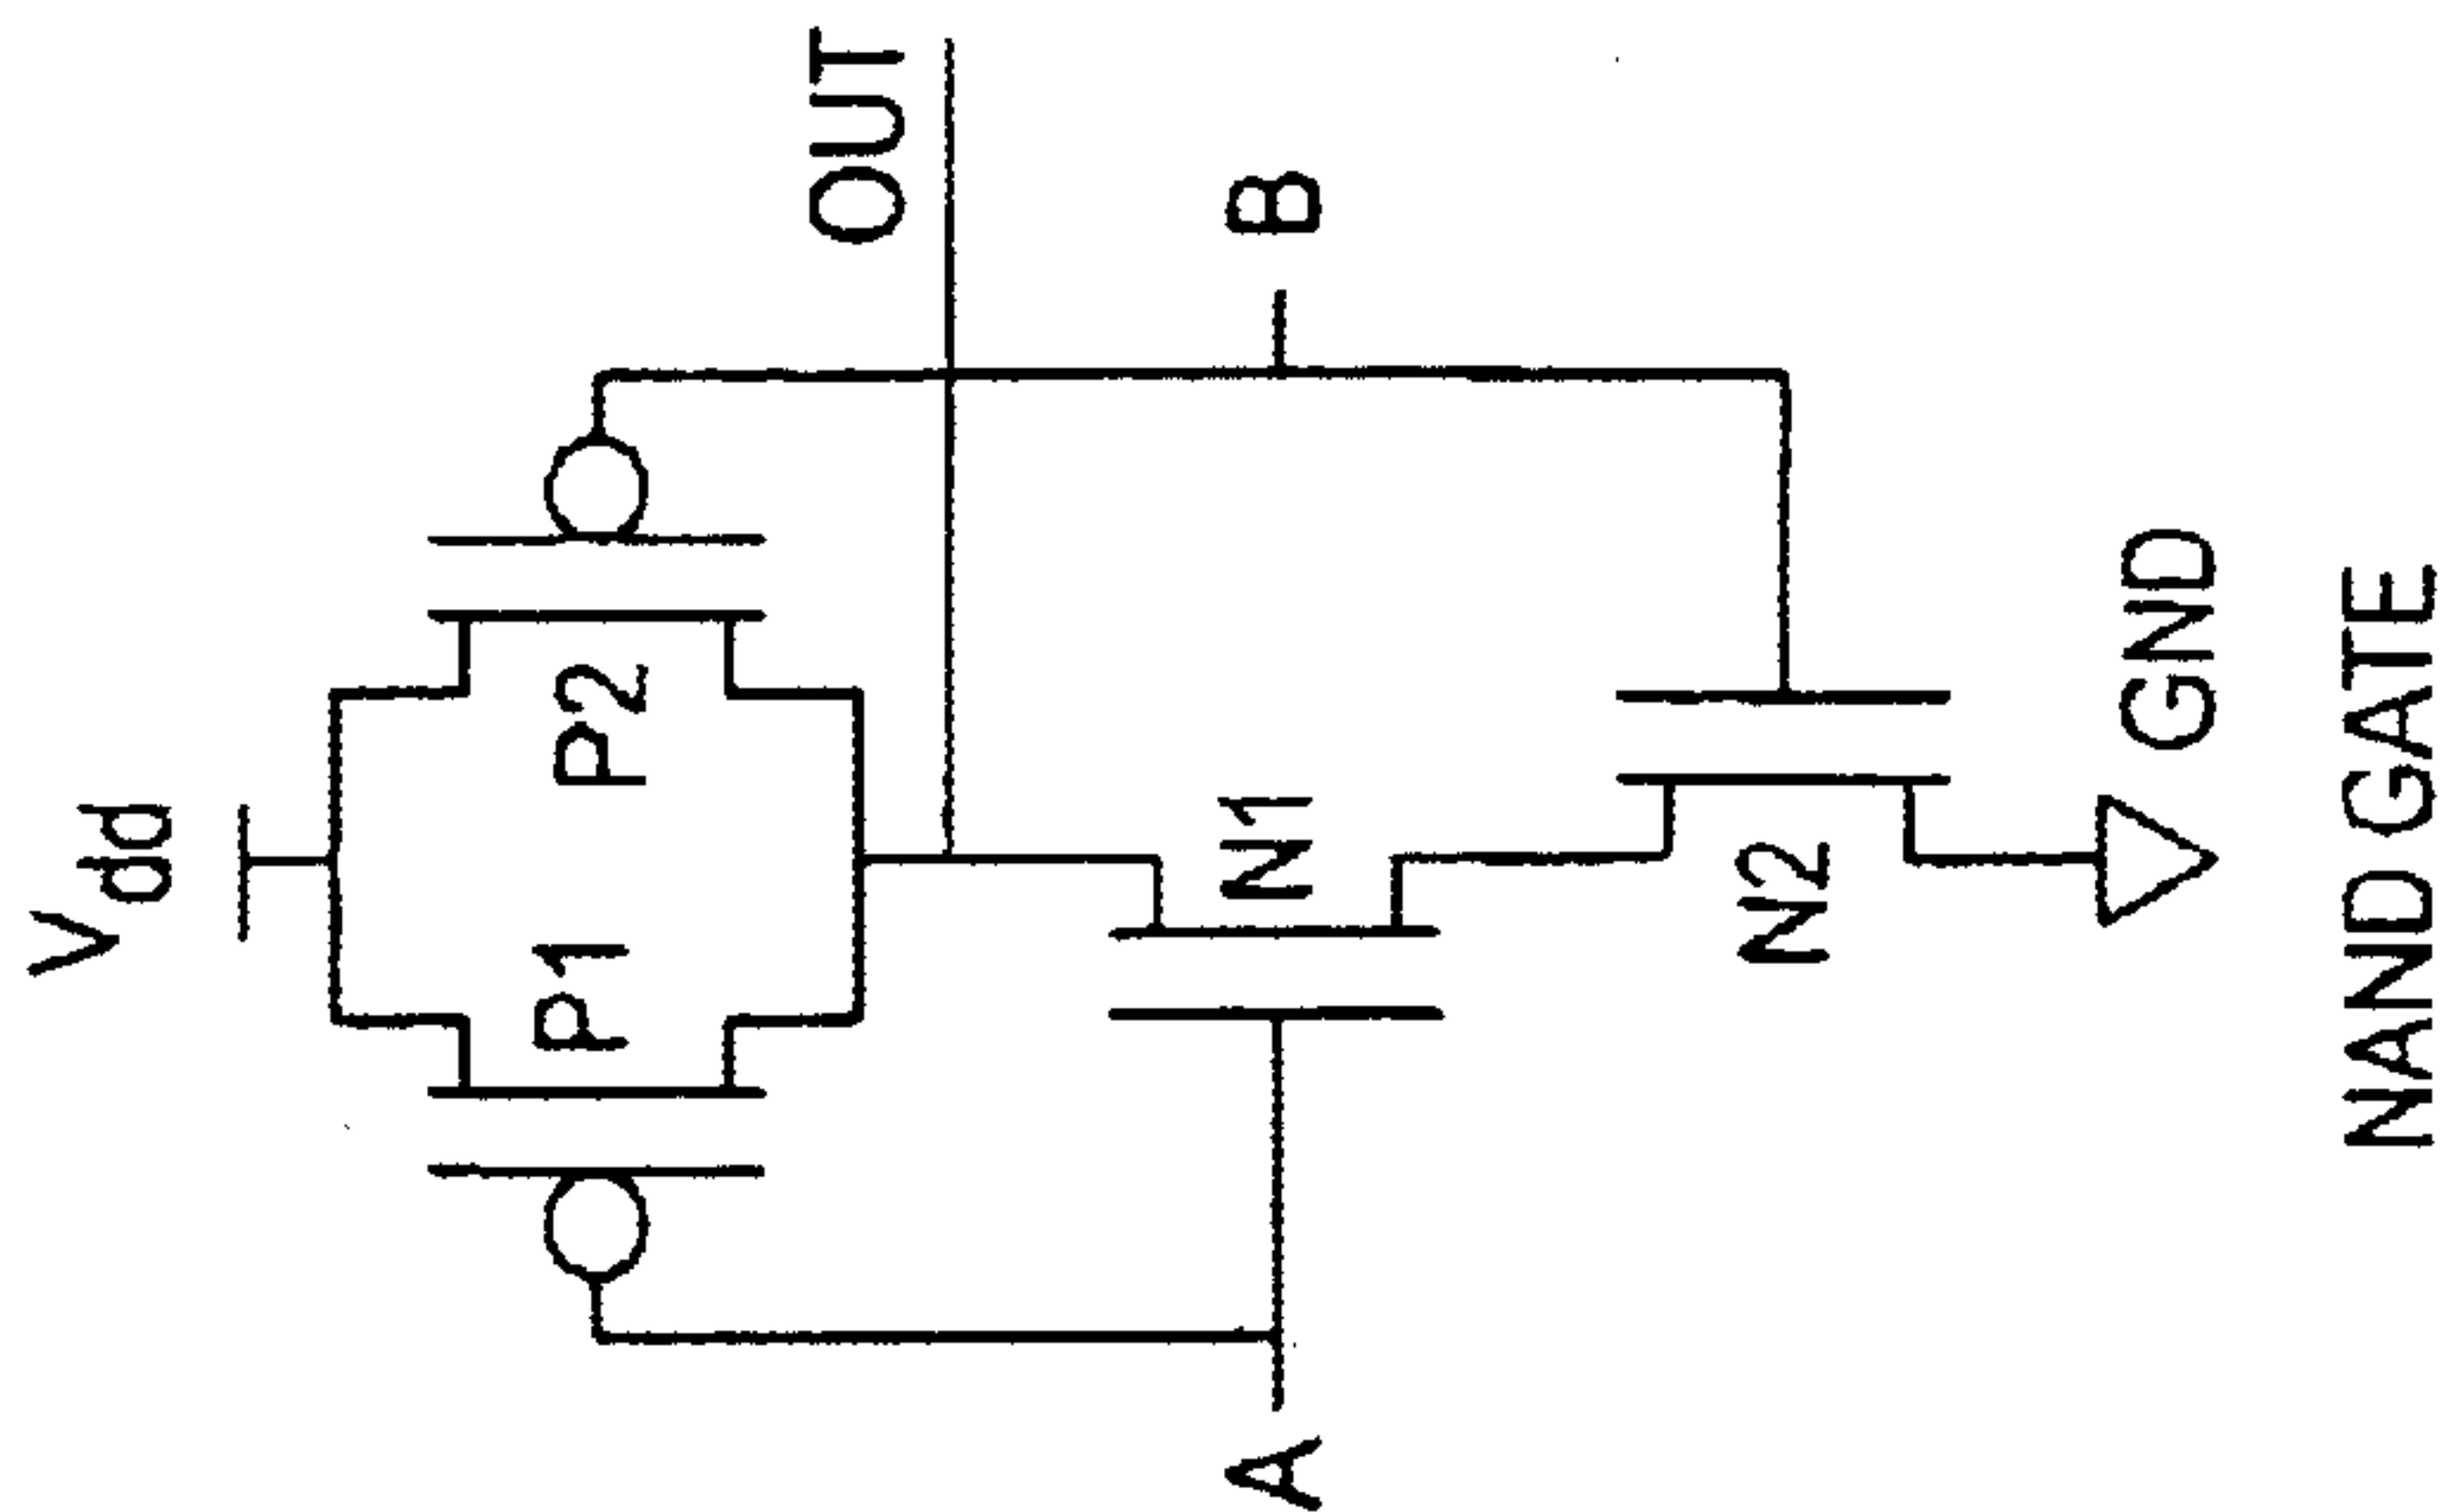 Vdd
P1
P2
OUT
A
N1
B
N2
GND
NAND GATE